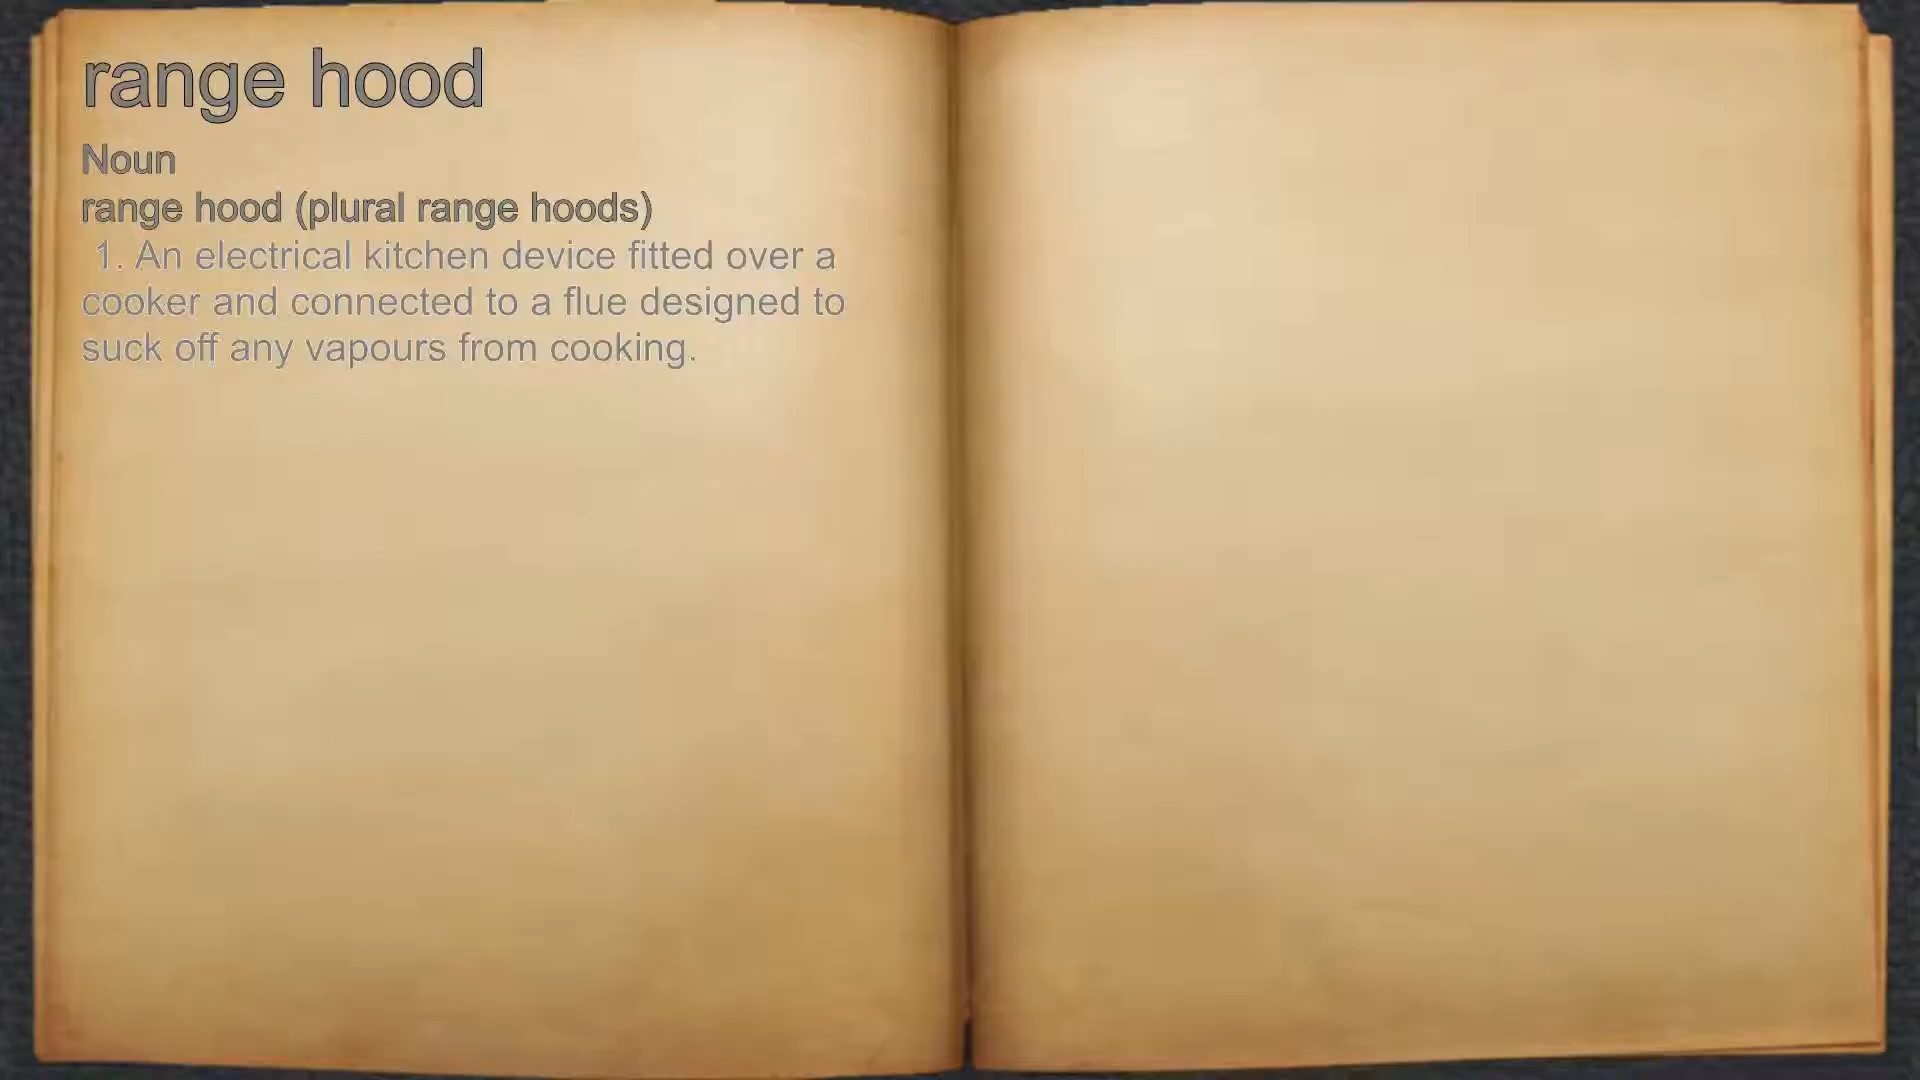 range hood
Noun
range hood (plural range hoods)
1. An electrical kitchen device fitted over a
cooker and connected to a flue designed to
suck off any vapours from cooking.